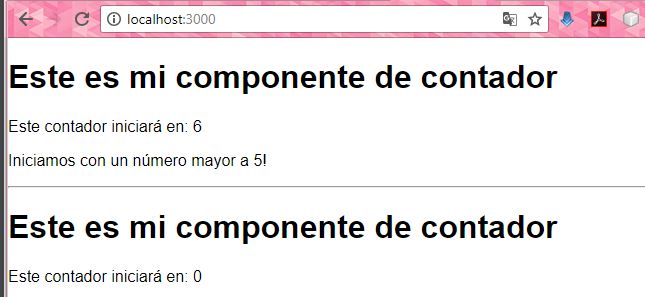 localhost:3000
Este es mi componente de contador
Este contador iniciará en: 6
Iniciamos con un número mayor a 5!
Este es mi componente de contador
Este contador iniciará en: 0